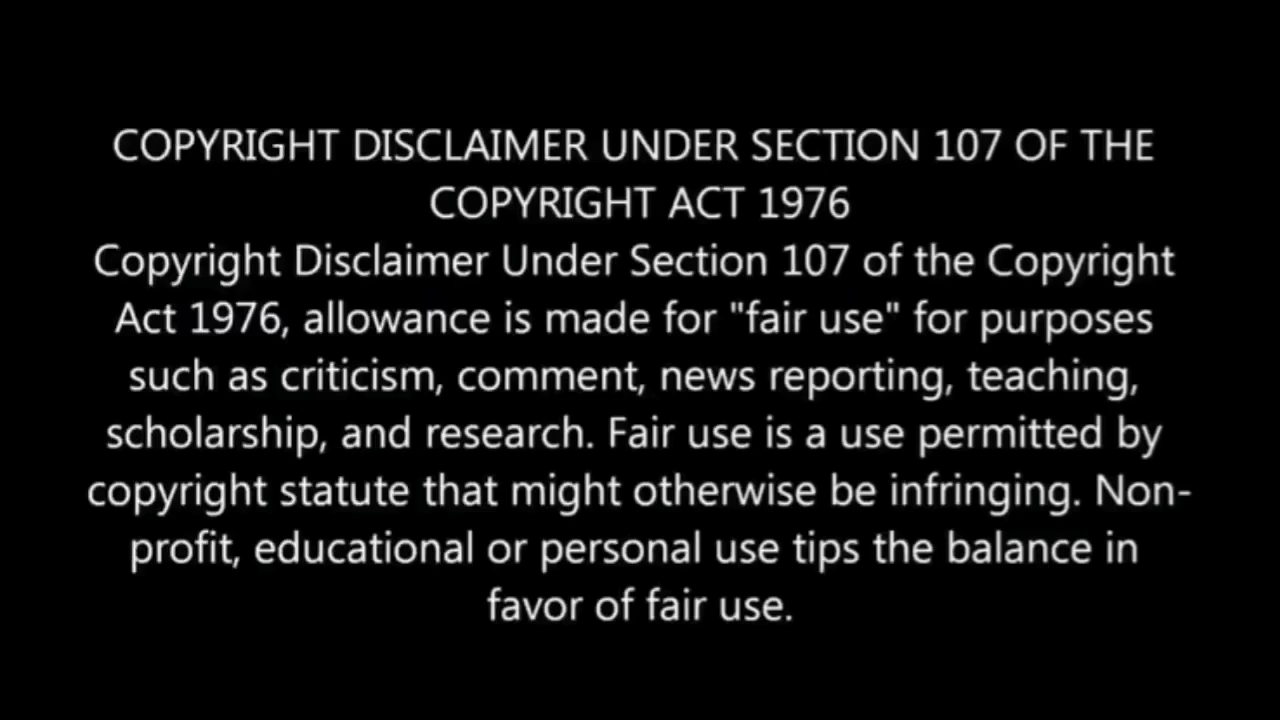 COPYRIGHT DISCLAIMER UNDER SECTION 107 OF THE
COPYRIGHT ACT 1976
Copyright Disclaimer Under Section 107 of the Copyright
Act 1976, allowance is made for "fair use" for purposes
such as criticism, comment, news reporting, teaching,
scholarship, and research. Fair use is a use permitted by
copyright statute that might otherwise be infringing. Non-
profit, educational or personal use tips the balance in
favor of fair use.